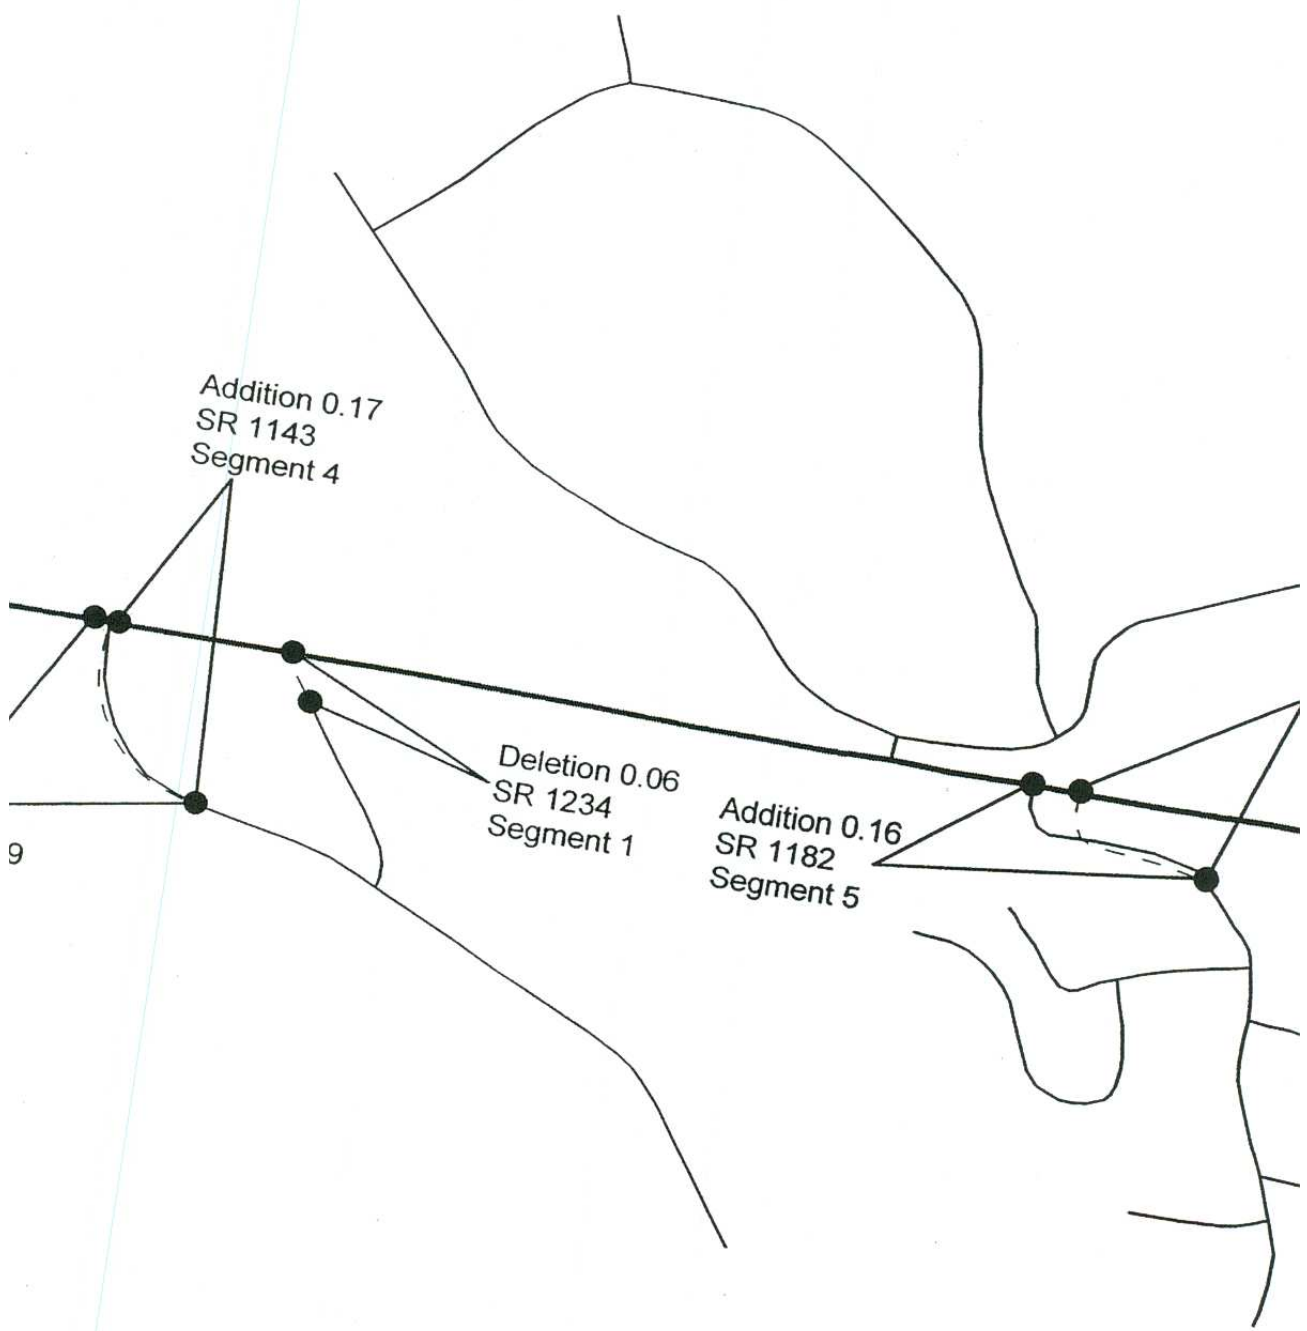 Addition 0.17
SR 1143
Segment 4
Deletion 0.06
SR 1234
Segment 1
Addition 0.16
SR 1182
Segment 5
9